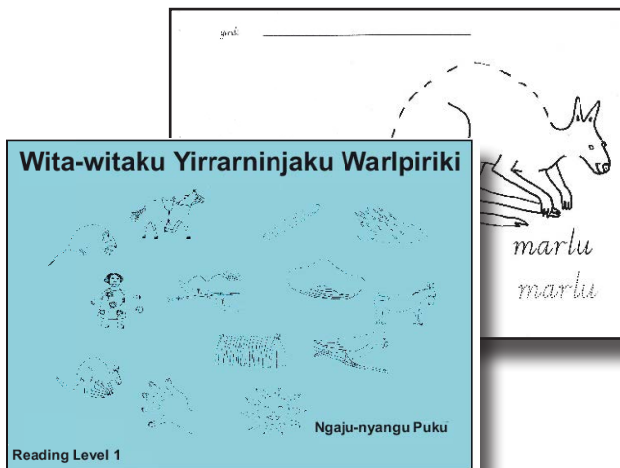 Wita-witaku Yirrarninjaku Warlpiriki
Ngaju-nyangu Puku
Reading Level 1
marlu
marlu